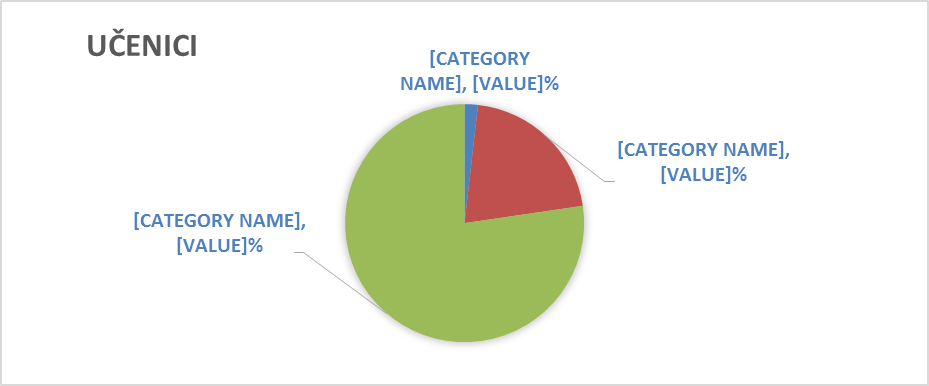 UČENICI
[CATEGORY
NAME], [VALUE]%
[CATEGORY NAME],
[VALUE]%
[CATEGORY NAME],
[VALUE]%